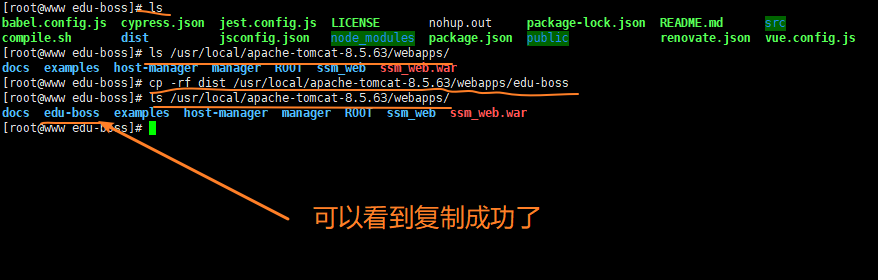 [root@www edu-boss]# ls
babel.config.js cypress.json jest.config.js LICENSE nohup.out package-lock.json README.md src
compile.sh dist jsconfig.json node_modules package.json public renovate.json vue.config.js
[root@www edu-boss]# ls /usr/local/apache-tomcat-8.5.63/webapps/
docs examples host-manager manager ROOT ssm_web ssm_web.war
[root@www edu-boss]# cp -rf dist /usr/local/apache-tomcat-8.5.63/webapps/edu-boss
[root@www edu-boss]# ls /usr/local/apache-tomcat-8.5.63/webapps/
docs edu-boss examples host-manager manager ROOT ssm_web ssm_web.war
[root@www edu-boss]#
可以看到复制成功了